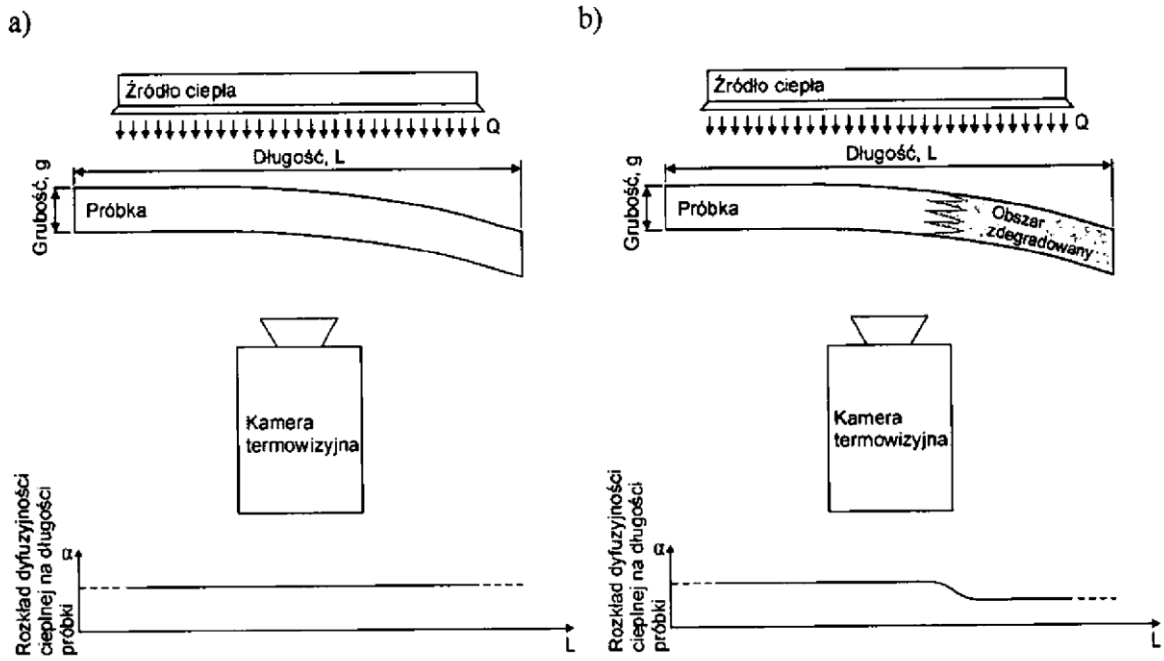 a)
Źródło ciepła
Q
Długość, L
Grubość, g
Próbka
Kamera
termowizyjna
Rozkład dyfuzyjności
cieplnej na długości
próbki
α
L
b)
Źródło ciepła
Q
Długość, L
Grubość, g
Próbka
Obszar
zdegradowany
Kamera
termowizyjna
Rozkład dyfuzyjności
cieplnej na długości
próbki
α
L